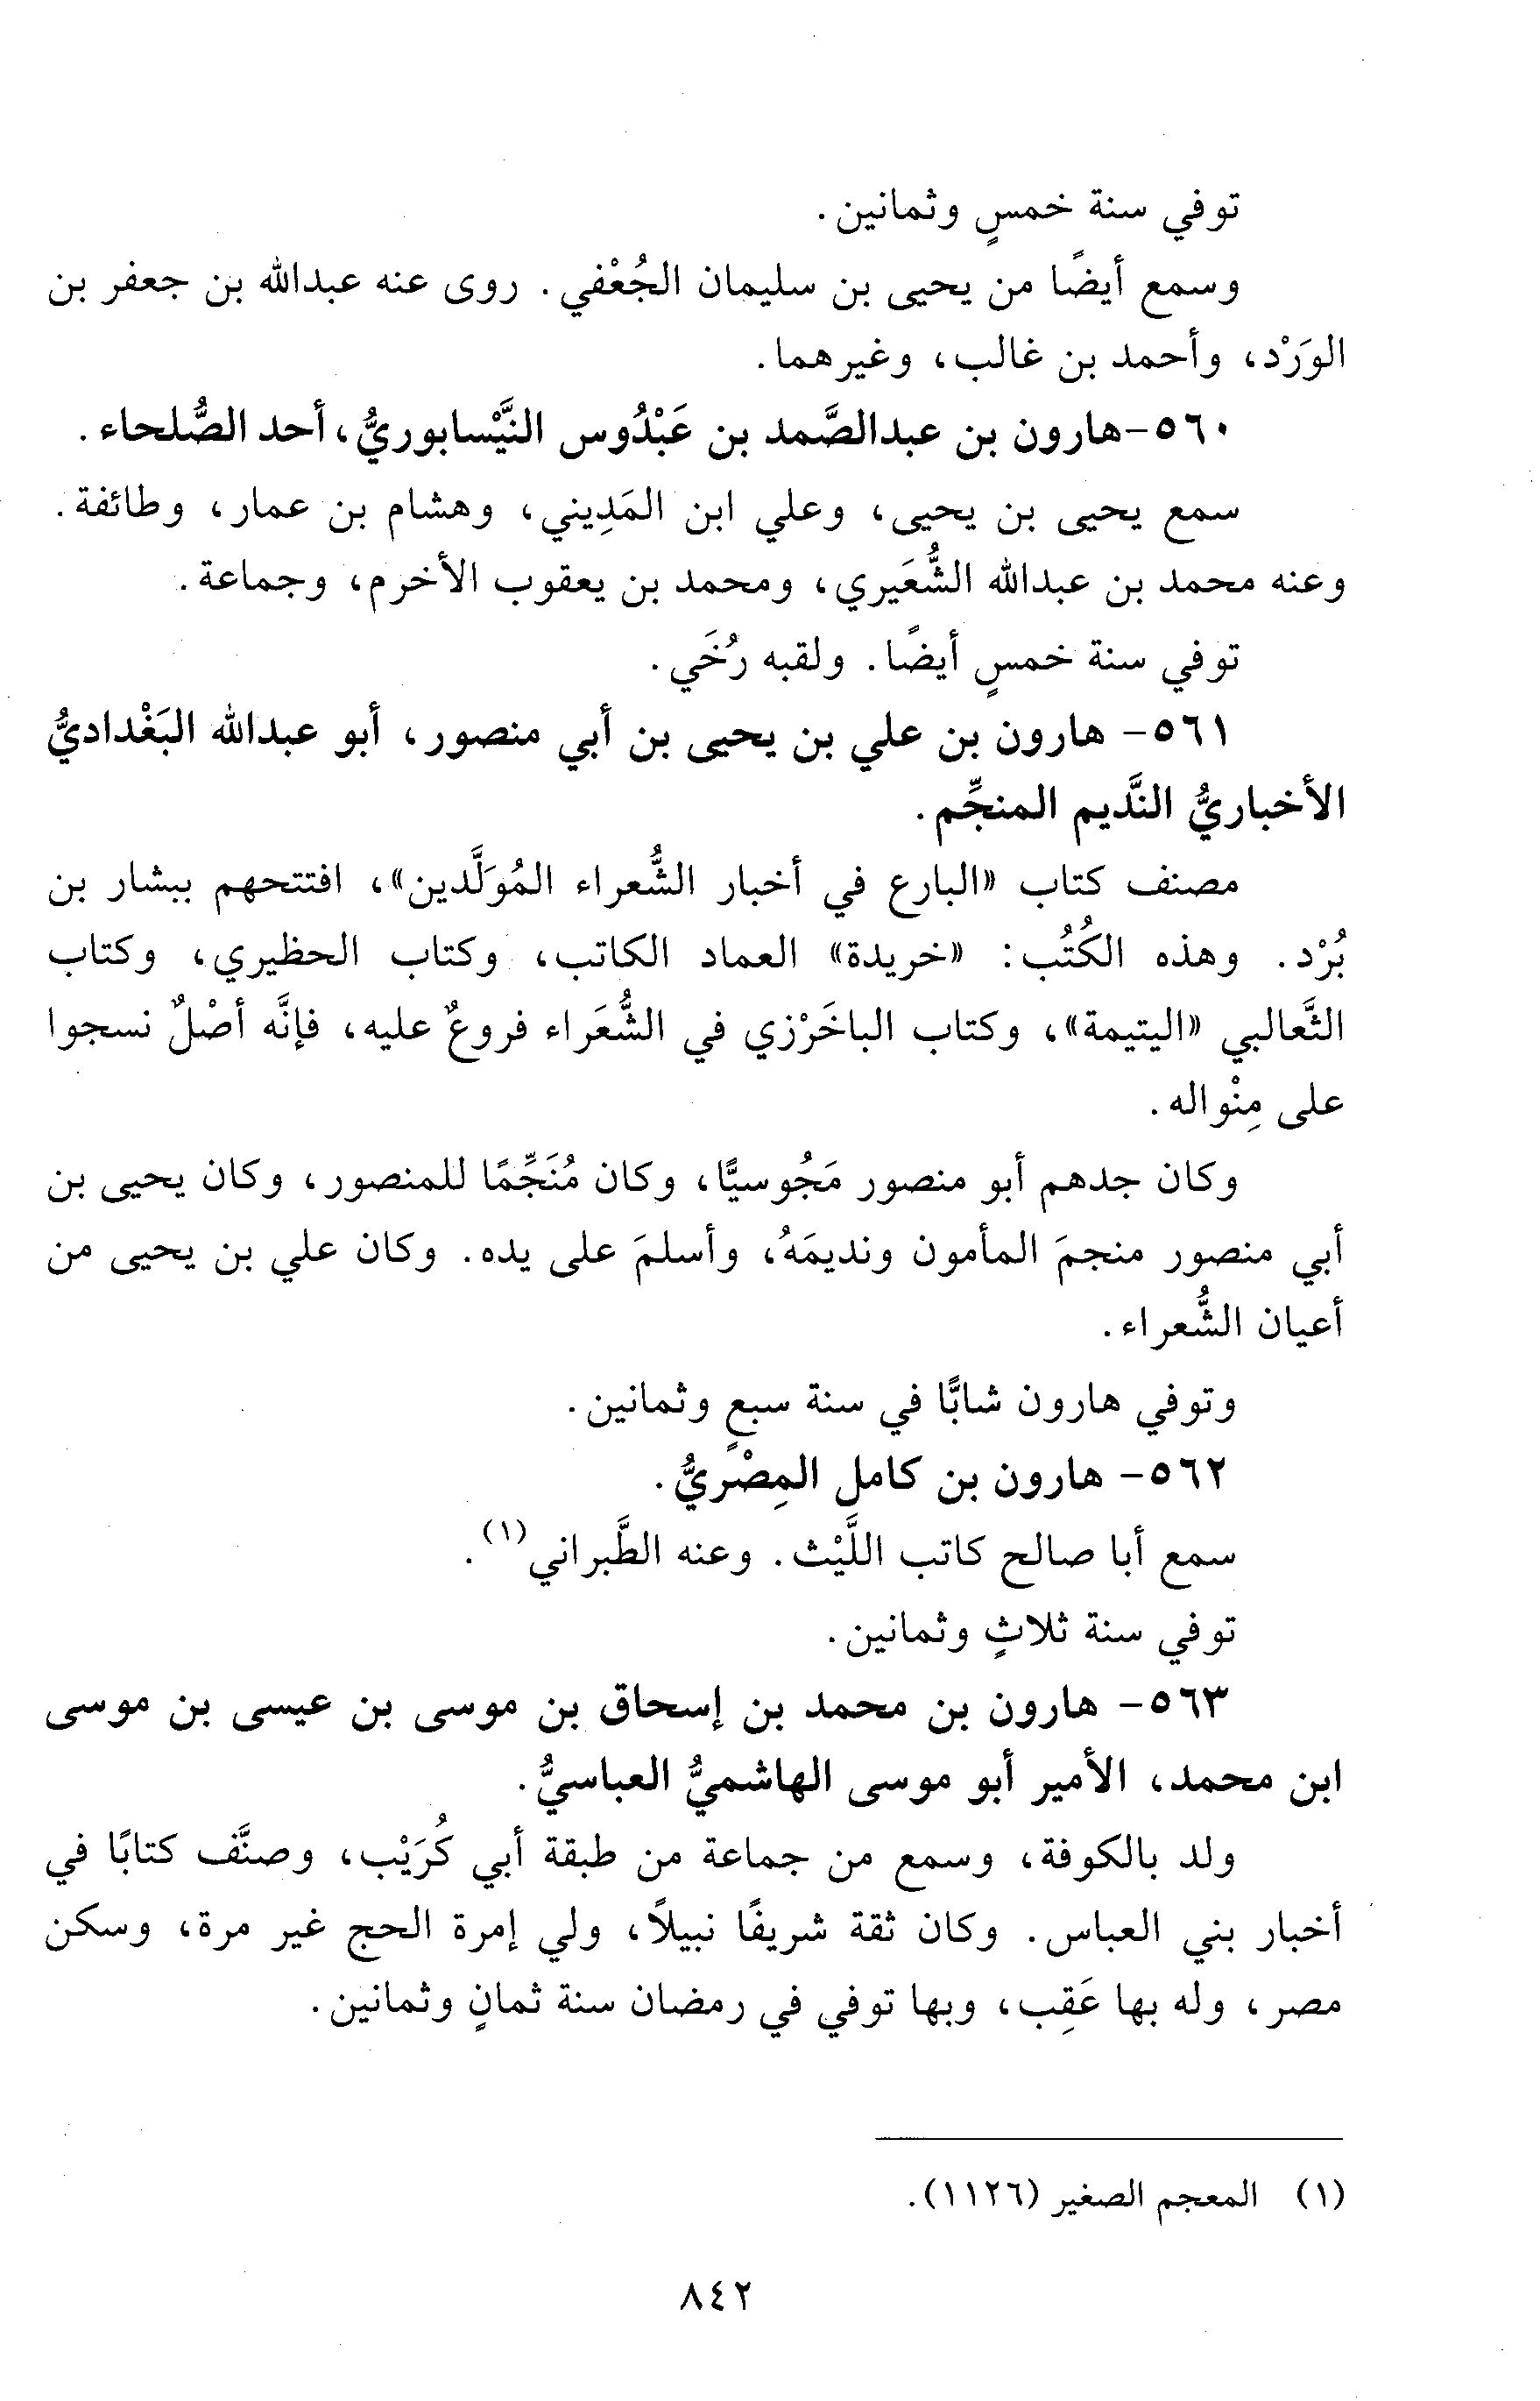 توفي سنة خمسٍ وثمانين.
وسمع أيضًا من يحيى بن سليمان الجُعْفي. روى عنه عبدالله بن جعفر بن
الوَرْد، وأحمد بن غالب، وغيرهما.
٥٦٠-هارون بن عبدالصَّمد بن عَبْدُوس النَّيْسابوريُّ، أحد الصُّلحاء.
سمع يحيى بن يحيى، وعلي ابن المَدِيني، وهشام بن عمار، وطائفة.
وعنه محمد بن عبدالله الشُّعَيري، ومحمد بن يعقوب الأخرم، وجماعة.
توفي سنة خمسٍ أيضًا. ولقبه رُخَي.
٥٦١- هارون بن علي بن يحيى بن أبي منصور، أبو عبدالله البَغْداديُّ
الأخباريُّ النَّديم المنجِّم.
مصنف كتاب «البارع في أخبار الشُّعراء المُوَلَّدين»، افتتحهم ببشار بن
بُرْد. وهذه الكُتُب: «خريدة» العماد الكاتب، وكتاب الحظيري، وكتاب
الثَّعالبي «اليتيمة»، وكتاب الباخَرْزي في الشُّعَراء فروعٌ عليه، فإنَّه أصْلٌ نسجوا
على مِنْواله.
وكان جدهم أبو منصور مَجُوسيًّا، وكان مُنَجِّمًا للمنصور، وكان يحيى بن
أبي منصور منجمَ المأمون ونديمَهُ، وأسلمَ على يده. وكان علي بن يحيى من
أعيان الشُّعراء.
وتوفي هارون شابًّا في سنة سبعٍ وثمانين.
٥٦٢- هارون بن كامل المِصْريُّ.
سمع أبا صالح كاتب اللَّيْث. وعنه الطَّبراني(١).
توفي سنة ثلاثٍ وثمانين.
٥٦٣- هارون بن محمد بن إسحاق بن موسى بن عيسى بن موسى
ابن محمد، الأمير أبو موسى الهاشميُّ العباسيُّ.
ولد بالكوفة، وسمع من جماعة من طبقة أبي كُرَيْب، وصنَّف كتابًا في
أخبار بني العباس. وكان ثقة شريفًا نبيلاً، ولي إمرة الحج غير مرة، وسكن
مصر، وله بها عَقِب، وبها توفي في رمضان سنة ثمانٍ وثمانين.
(١) المعجم الصغير (١١٢٦).
٨٤٢